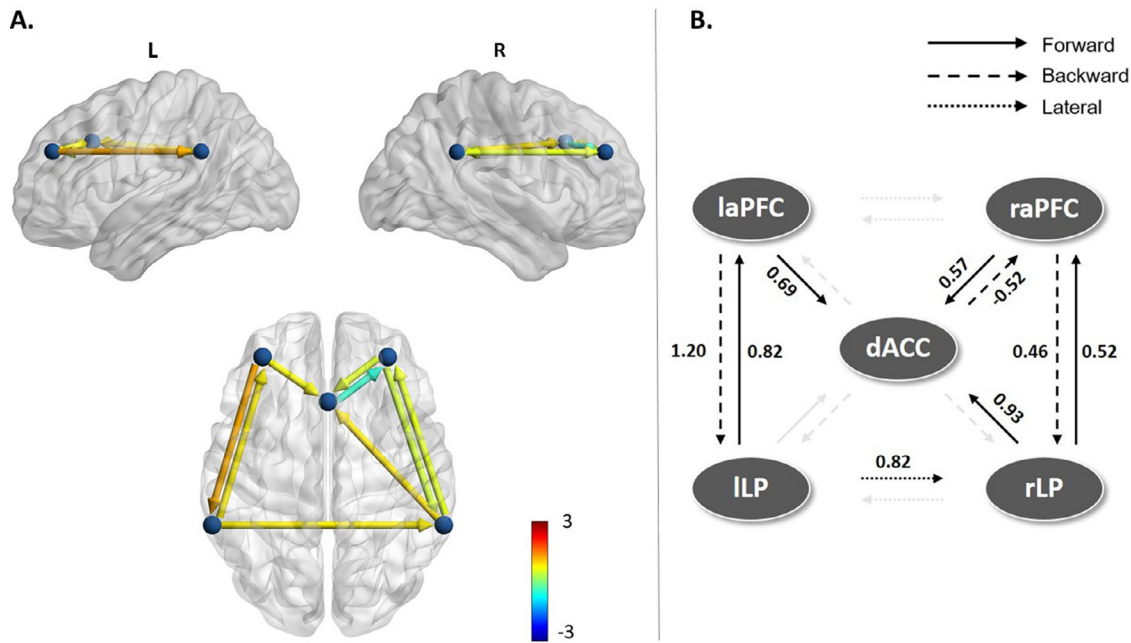 A.
L
R
3
-3
B.
Forward
Backward
Lateral
laPFC
raPFC
0.69
0.57
-0.52
dACC
1.20
0.82
0.46
0.52
0.93
lLP
0.82
rLP